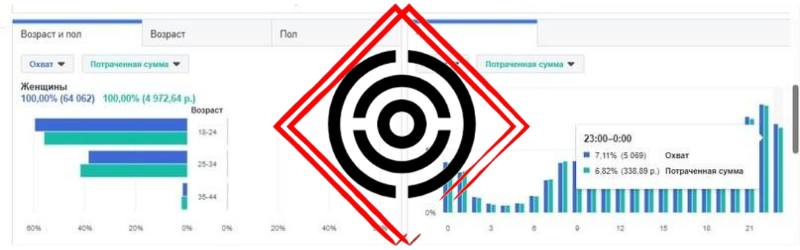 Возраст и пол
Возраст
Пол
Охват
Потраченная сумма
Потраченная сумма
Женщины
100,00% (64 062) 100,00% (4 972,64 р.)
Возраст
18-24
25-34
35-44
60% 40% 20% 0% 0% 20% 40%
23:00–0:00
7.11% (5 069) Охват
6.82% (338.89 р.) Потраченная сумма
0%
0 3 6 9 12 15 18 21